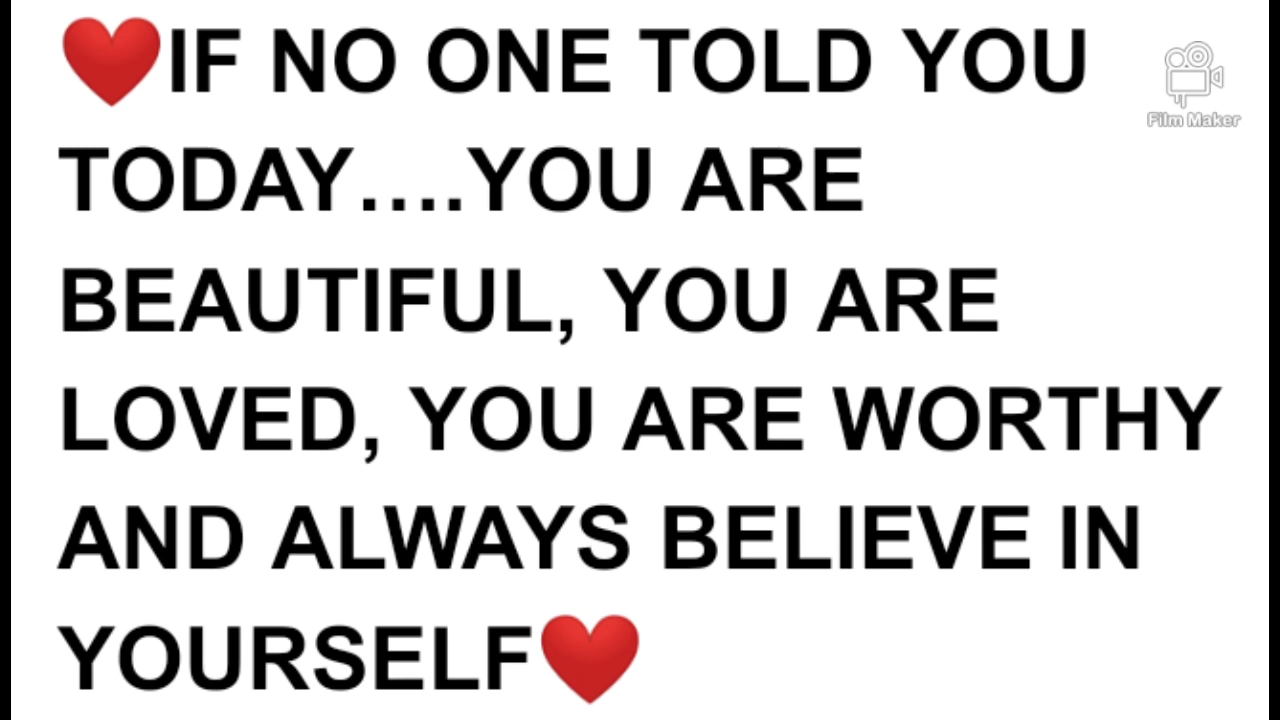 ❤️IF NO ONE TOLD YOU
TODAY....YOU ARE
BEAUTIFUL, YOU ARE
LOVED, YOU ARE WORTHY
AND ALWAYS BELIEVE IN
YOURSELF❤️
Film Maker